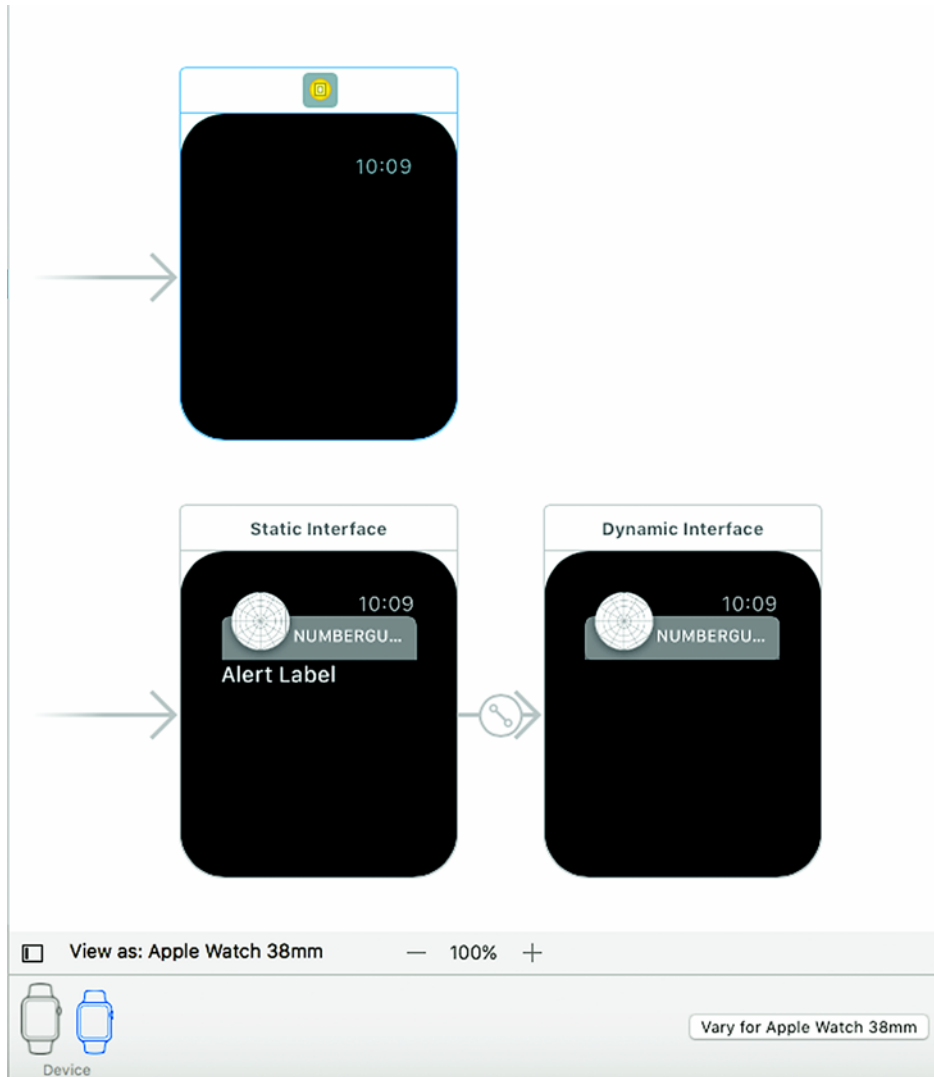 10:09
Static Interface
Dynamic Interface
10:09
NUMBERGU...
Alert Label
10:09
NUMBERGU...
View as: Apple Watch 38mm
— 100% +
Vary for Apple Watch 38mm
Device